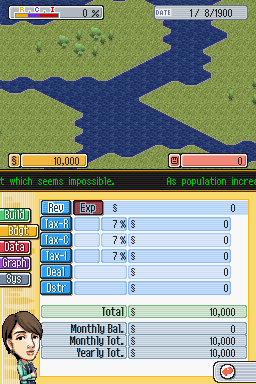 R, C, I 0 % DATE 1/ 8/1900
$ 10,000 0
t which seems impossible. As population increa
Build
Bdgt
Data
Graph
Sys
Rev Exp $ 0
Tax-R 7 % $ 0
Tax-C 7 % $ 0
Tax-I 7 % $ 0
Deal $ 0
Dstr $ 0
Total $ 10,000
Monthly Bal. $ 0
Monthly Tot. $ 10,000
Yearly Tot. $ 10,000